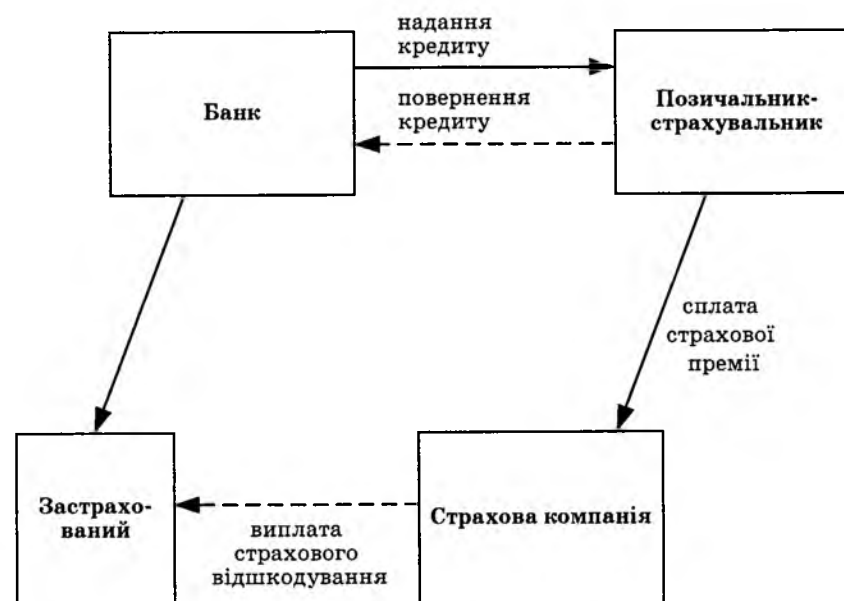 надання
кредиту
Банк
повернення
кредиту
Позичальник-
страхувальник
сплата
страхової
премії
Застрахо-
ваний
виплата
страхового
відшкодування
Страхова компанія